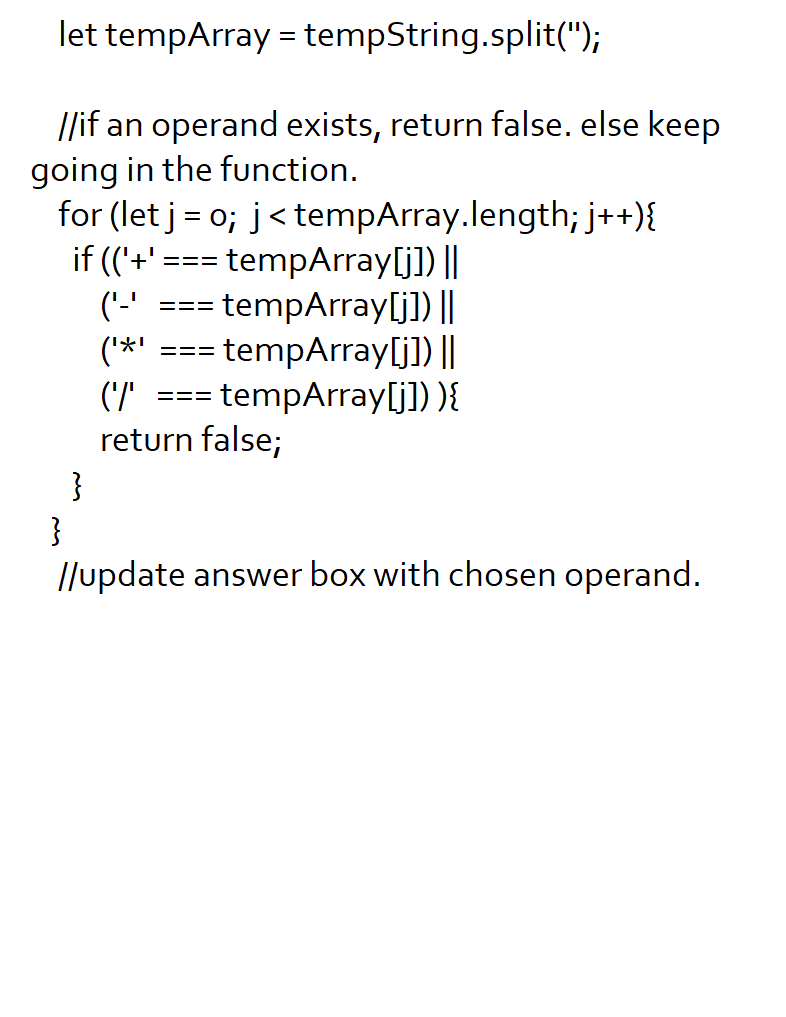 let tempArray = tempString.split('');
//if an operand exists, return false. else keep
going in the function.
for (let j = 0;  j < tempArray.length; j++){
if (('+' === tempArray[j]) ||
('-'  === tempArray[j]) ||
('*'  === tempArray[j]) ||
('/'  === tempArray[j]) ){
return false;
}
}
//update answer box with chosen operand.